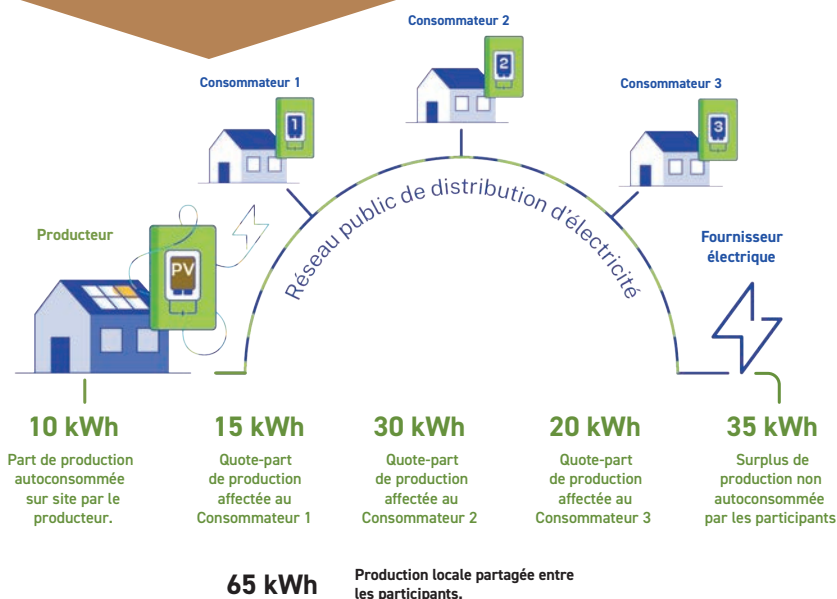 Consommateur 2
2
Consommateur 1
1
Consommateur 3
3
Réseau public de distribution d'électricité
Producteur
PV
Fournisseur
électrique
10 kWh
Part de production
autoconsommée
sur site par le
producteur.
15 kWh
Quote-part
de production
affectée au
Consommateur 1
30 kWh
Quote-part
de production
affectée au
Consommateur 2
20 kWh
Quote-part
de production
affectée au
Consommateur 3
35 kWh
Surplus de
production non
autoconsommée
par les participants
65 kWh
Production locale partagée entre
les participants.